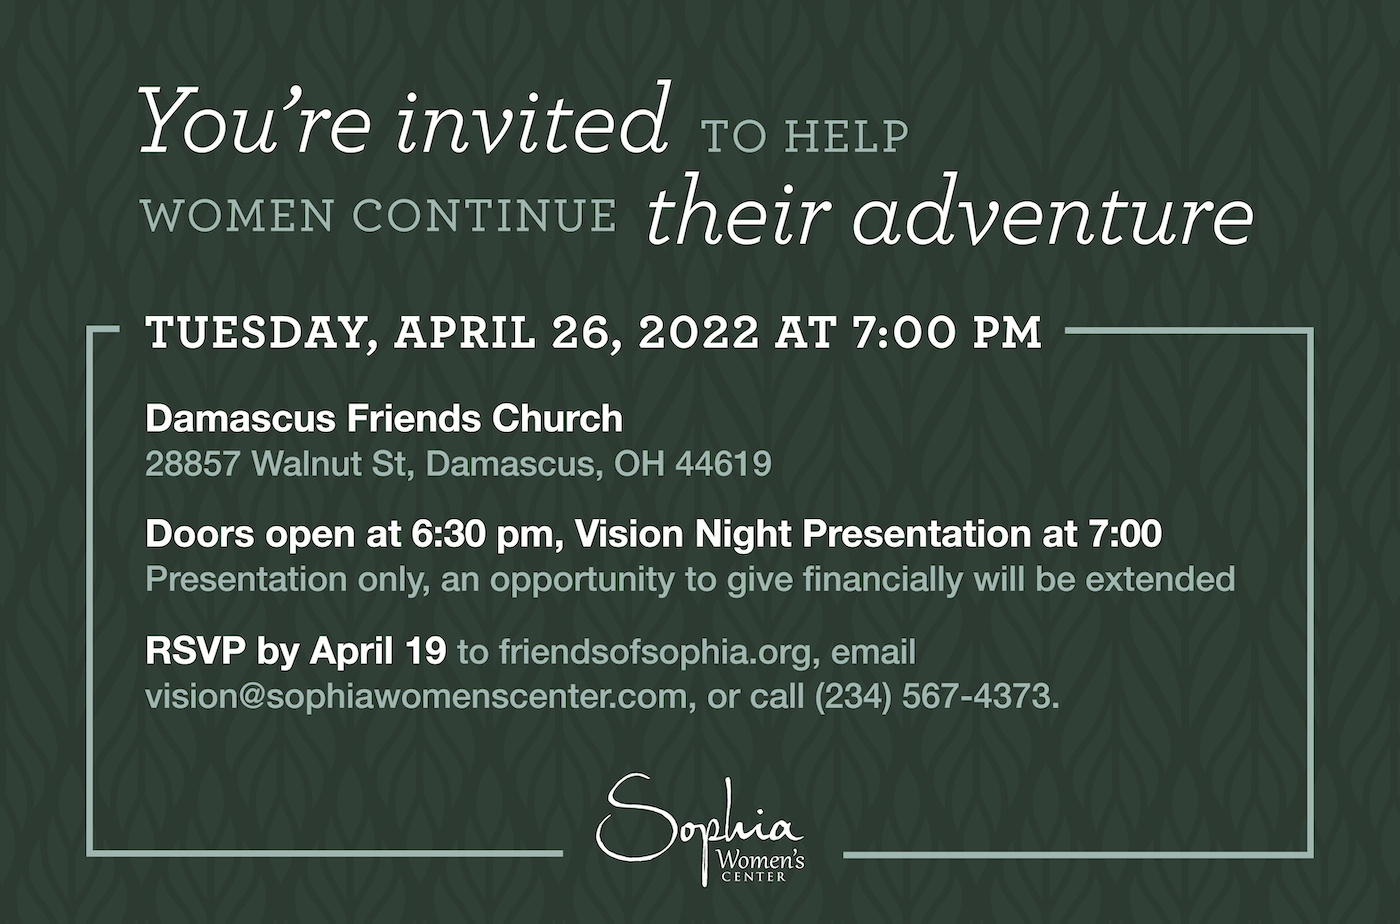 You're invited TO HELP
WOMEN CONTINUE their adventure
TUESDAY, APRIL 26, 2022 AT 7:00 PM
Damascus Friends Church
28857 Walnut St, Damascus, OH 44619
Doors open at 6:30 pm, Vision Night Presentation at 7:00
Presentation only, an opportunity to give financially will be extended
RSVP by April 19 to friendsofsophia.org, email
vision@sophiawomenscenter.com, or call (234) 567-4373.
Sophia
Women's
CENTER